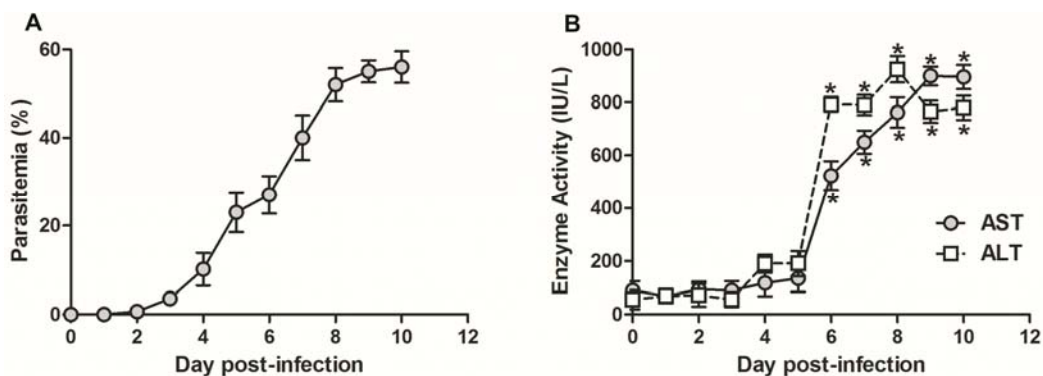 A
Parasitemia (%)
60
40
20
0
0 2 4 6 8 10 12
Day post-infection
B
Enzyme Activity (IU/L)
1000
800
600
400
200
0
* * * * * *
* * * *
AST
ALT
0 2 4 6 8 10 12
Day post-infection